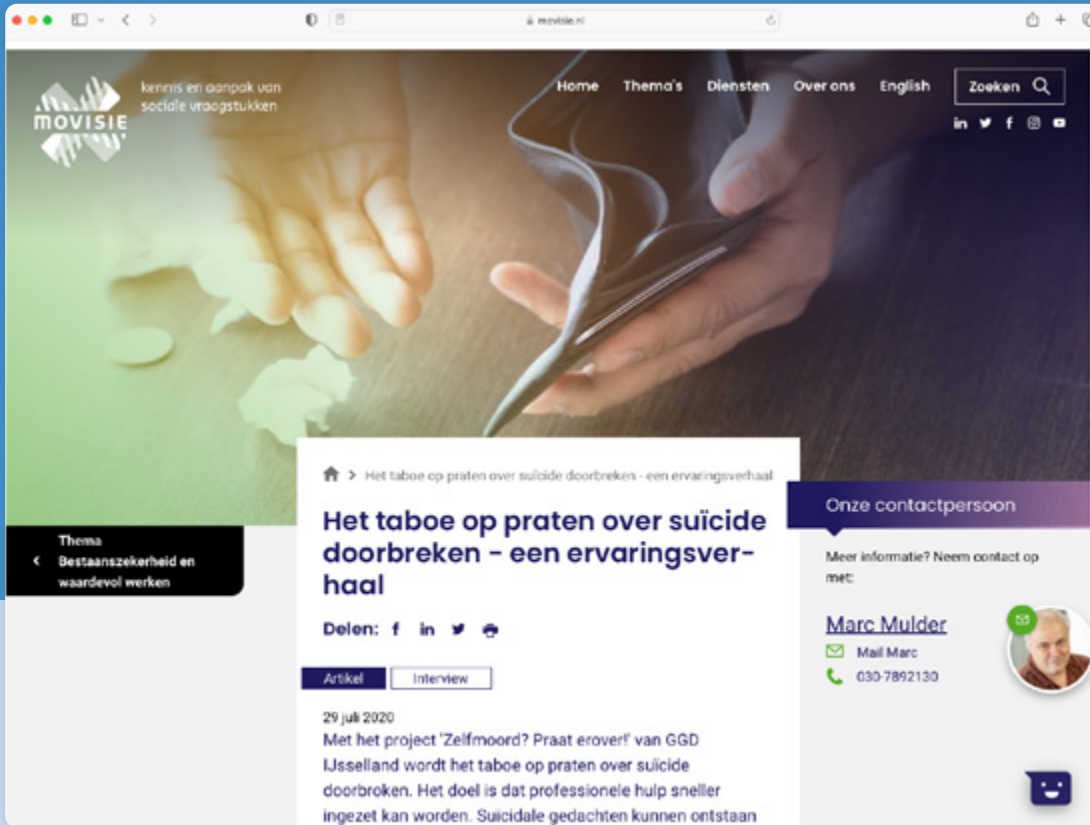 movisie.nl
MOVISIE
kennis en aanpak van
sociale vraagstukken
Home Thema's Diensten Over ons English Zoeken
Het taboe op praten over suïcide doorbreken - een ervaringsverhaal
Het taboe op praten over suïcide
doorbreken – een ervaringsver-
haal
Delen:
Artikel Interview
29 juli 2020
Met het project 'Zelfmoord? Praat erover!' van GGD
IJsselland wordt het taboe op praten over suïcide
doorbroken. Het doel is dat professionele hulp sneller
ingezet kan worden. Suïcidale gedachten kunnen ontstaan
Thema
Bestaanszekerheid en
waardevol werken
Onze contactpersoon
Meer informatie? Neem contact op
met:
Marc Mulder
Mail Marc
030-7892130